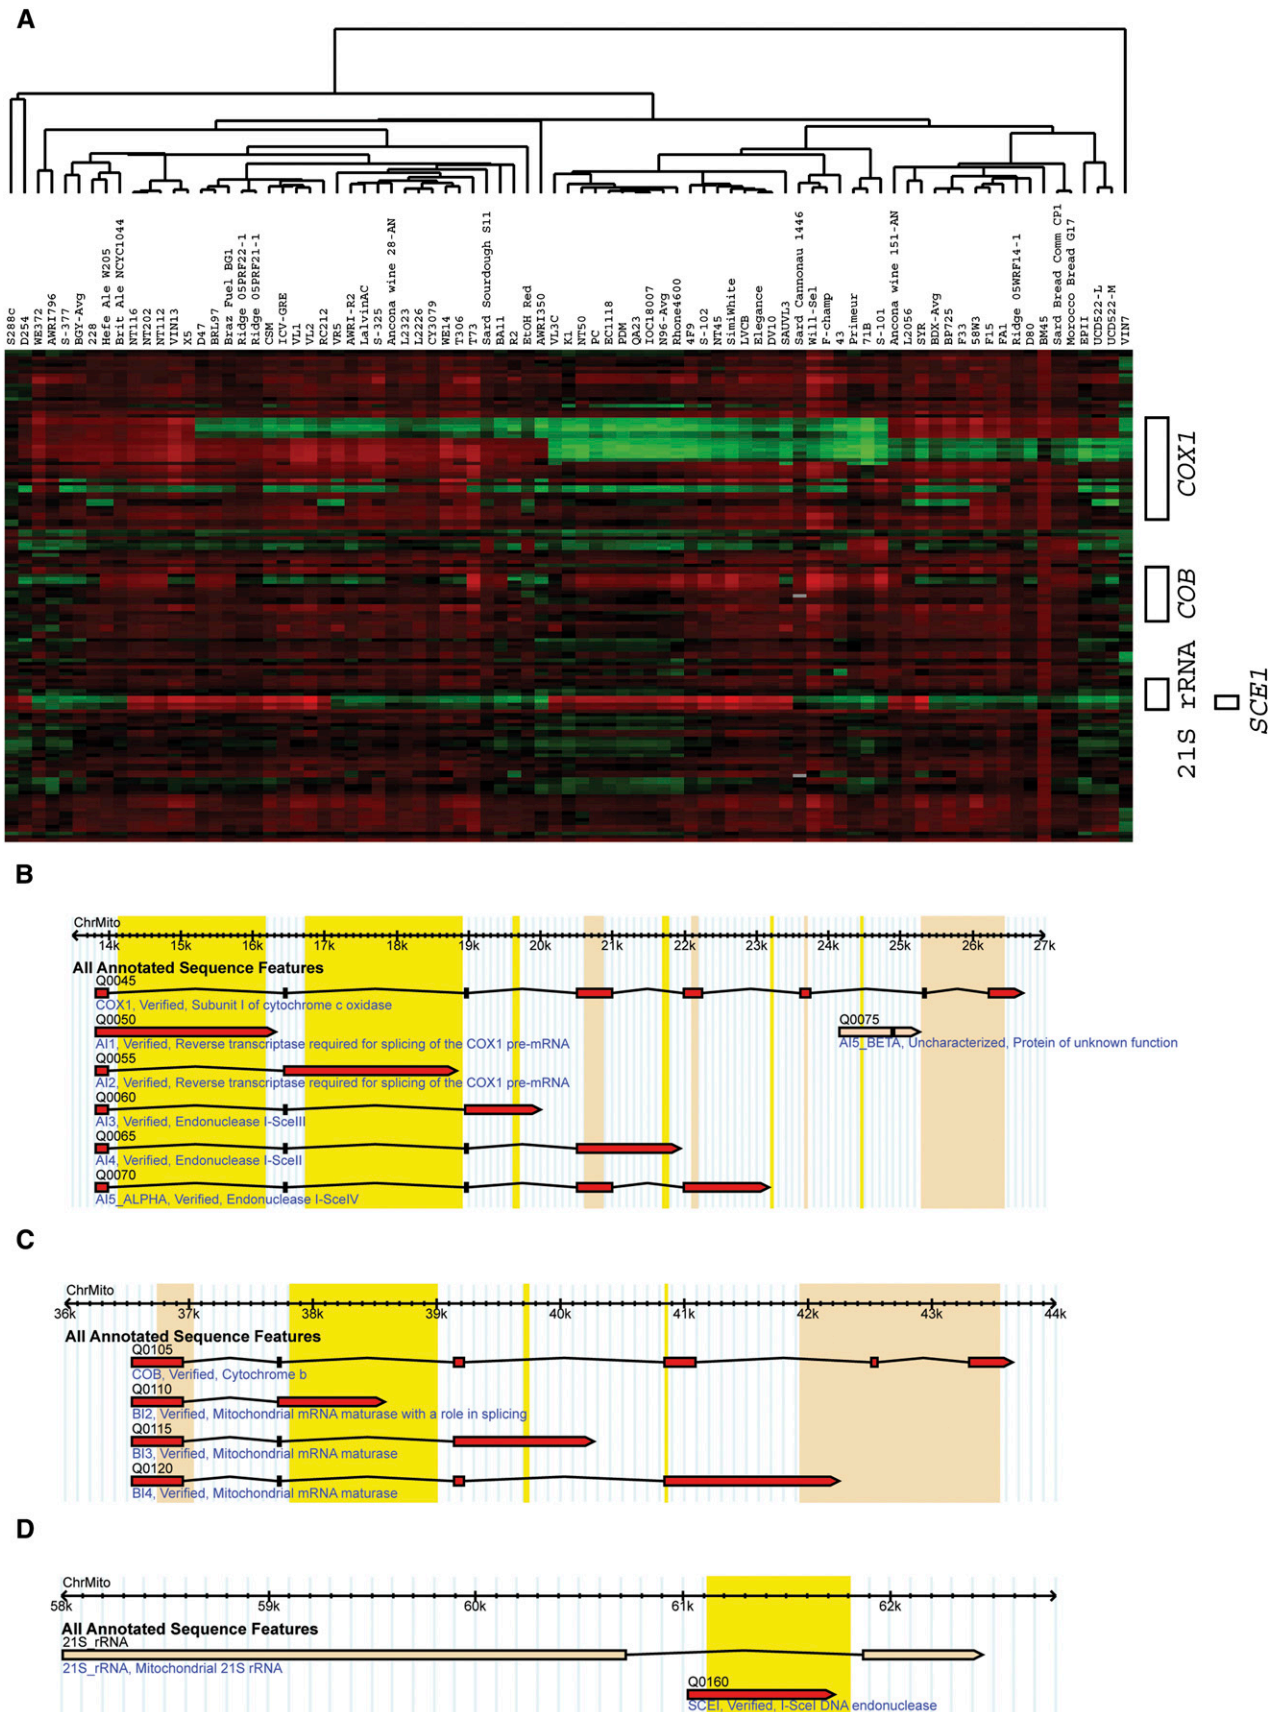 A
S288c
D254
WE372
AWRI796
S-377
BGY-Avg
228
Hefe Ale W205
Brit Ale NCYC1044
NT116
NT202
NT112
VIN13
X5
D47
BRL97
Braz Fuel BG1
Ridge 05PRF22-1
Ridge 05PRF21-1
CSM
ICV-GRE
VL1
VL2
RC212
VR5
AWRI-R2
LalvinAC
S-325
Ancona wine 28-AN
L2323
L2226
CY3079
WE14
T306
T73
Sard Sourdough S11
BA11
R2
EtOH Red
AWRI350
VL3C
K1
NT50
PC
EC1118
PDM
QA23
IOC18007
N96-Avg
Rhone4600
4F9
S-102
NT45
SimiWhite
LVCB
Elegance
DV10
SAUVL3
Sard Cannonau 1446
Will-Sel
F-champ
43
Primeur
71B
S-101
Ancona wine 151-AN
L2056
SYR
BDX-Avg
BP725
F33
58W3
F15
FA1
Ridge 05WRF14-1
D80
BM45
Sard Bread Comm CP1
Morocco Bread G17
EPII
UCD522-L
UCD522-M
VIN7
COX1
COB
21S rRNA
SCE1
B
ChrMito
14k 15k 16k 17k 18k 19k 20k 21k 22k 23k 24k 25k 26k 27k
All Annotated Sequence Features
Q0045
COX1, Verified, Subunit I of cytochrome c oxidase
Q0050 Q0075
AI1, Verified, Reverse transcriptase required for splicing of the COX1 pre-mRNA AI5_BETA, Uncharacterized, Protein of unknown function
Q0055
AI2, Verified, Reverse transcriptase required for splicing of the COX1 pre-mRNA
Q0060
AI3, Verified, Endonuclease I-SceIII
Q0065
AI4, Verified, Endonuclease I-SceII
Q0070
AI5_ALPHA, Verified, Endonuclease I-SceIV
C
ChrMito
36k 37k 38k 39k 40k 41k 42k 43k 44k
All Annotated Sequence Features
Q0105
COB, Verified, Cytochrome b
Q0110
BI2, Verified, Mitochondrial mRNA maturase with a role in splicing
Q0115
BI3, Verified, Mitochondrial mRNA maturase
Q0120
BI4, Verified, Mitochondrial mRNA maturase
D
ChrMito
58k 59k 60k 61k 62k
All Annotated Sequence Features
21S_rRNA
21S_rRNA, Mitochondrial 21S rRNA
Q0160
SCEI, Verified, I-SceI DNA endonuclease